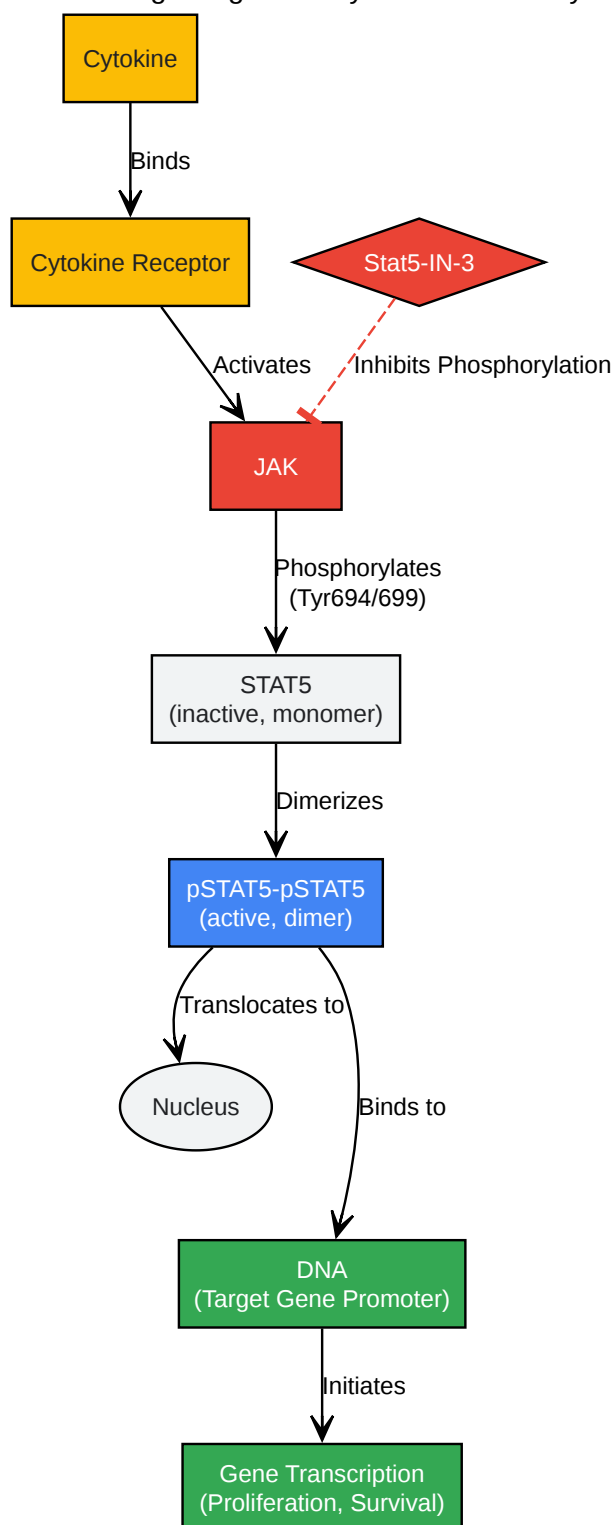 Cytokine
Binds
Cytokine Receptor
Stat5-IN-3
Activates
Inhibits Phosphorylation
JAK
Phosphorylates
(Tyr694/699)
STAT5
(inactive, monomer)
Dimerizes
pSTAT5-pSTAT5
(active, dimer)
Translocates to
Nucleus
Binds to
DNA
(Target Gene Promoter)
Initiates
Gene Transcription
(Proliferation, Survival)